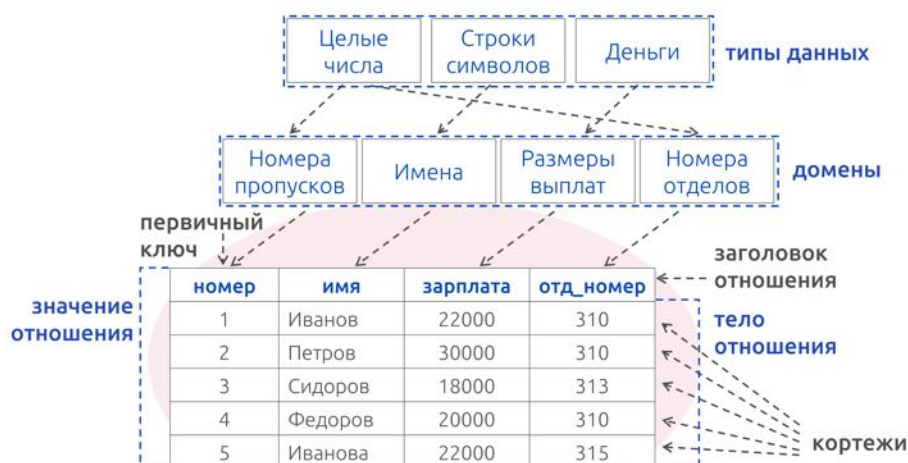 Целые числа
Строки символов
Деньги
типы данных
Номера пропусков
Имена
Размеры выплат
Номера отделов
домены
первичный ключ
заголовок отношения
значение отношения
номер имя зарплата отд_номер
1 Иванов 22000 310
2 Петров 30000 310
3 Сидоров 18000 313
4 Федоров 20000 310
5 Иванова 22000 315
тело отношения
кортежи